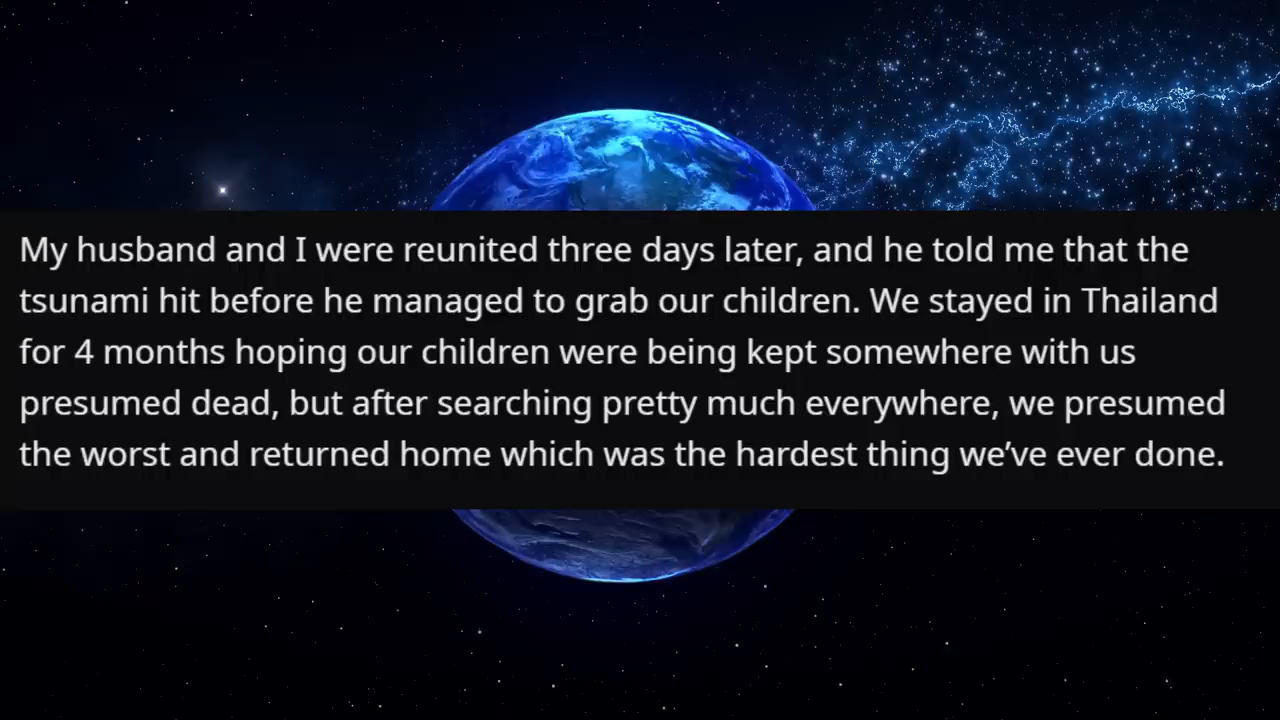 My husband and I were reunited three days later, and he told me that the
tsunami hit before he managed to grab our children. We stayed in Thailand
for 4 months hoping our children were being kept somewhere with us
presumed dead, but after searching pretty much everywhere, we presumed
the worst and returned home which was the hardest thing we’ve ever done.